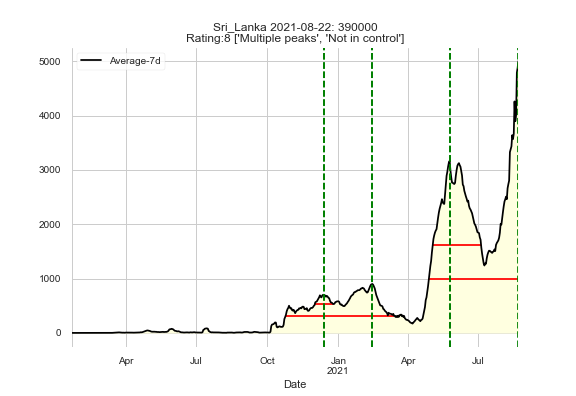 Sri_Lanka 2021-08-22: 390000
Rating:8 ['Multiple peaks', 'Not in control']
Average-7d
5000
4000
3000
2000
1000
0
Apr
Jul
Oct
Jan
2021
Apr
Jul
Date